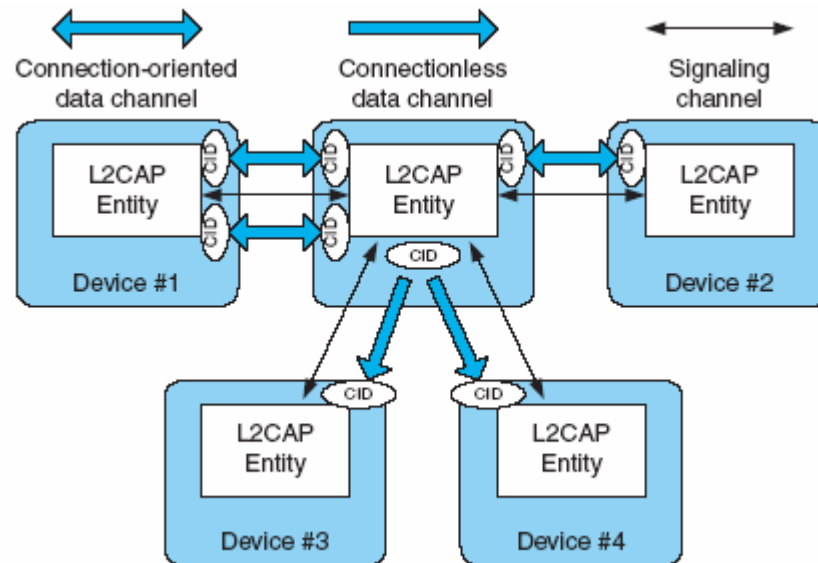 Connection-oriented
data channel
Connectionless
data channel
Signaling
channel
CID
CID
CID
CID
L2CAP
Entity
L2CAP
Entity
L2CAP
Entity
CID
CID
CID
Device #1
Device #2
CID
CID
L2CAP
Entity
L2CAP
Entity
Device #3
Device #4